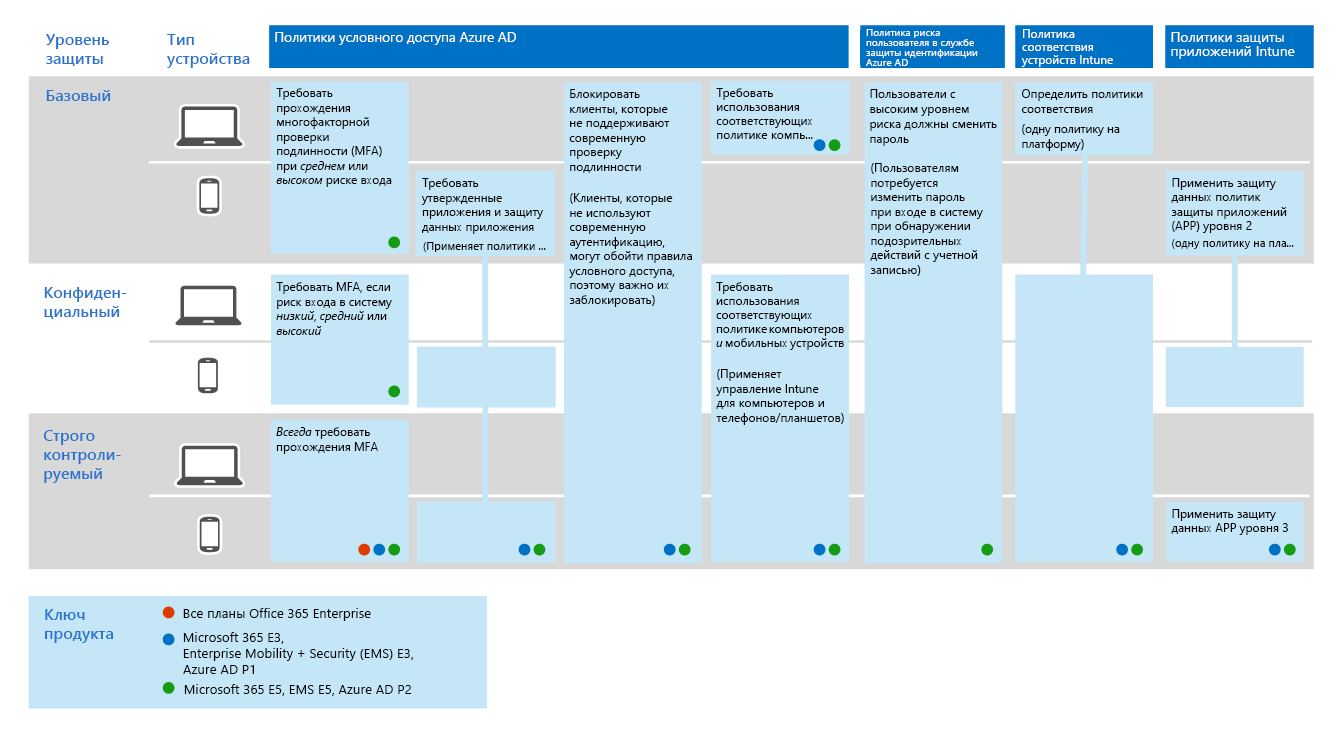 Уровень
защиты
Тип
устройства
Политики условного доступа Azure AD
Политика риска
пользователя в службе
защиты идентификации
Azure AD
Политика
соответствия
устройств Intune
Политики защиты
приложений Intune
Базовый
Требовать
прохождения
многофакторной
проверки
подлинности (MFA)
при среднем или
высоком риске входа
Требовать
утвержденные
приложения и защиту
данных приложения
(Применяет политики ...
Блокировать
клиенты, которые
не поддерживают
современную
проверку
подлинности
(Клиенты, которые
не используют
современную
аутентификацию,
могут обойти правила
условного доступа,
поэтому важно их
заблокировать)
Требовать
использования
соответствующих
политике компь...
Пользователи с
высоким уровнем
риска должны сменить
пароль
(Пользователям
потребуется
изменить пароль
при входе в систему
при обнаружении
подозрительных
действий с учетной
записью)
Определить политики
соответствия
(одну политику на
платформу)
Применить защиту
данных политик
защиты приложений
(APP) уровня 2
(одну политику на пла...
Конфиден-
циальный
Требовать MFA, если
риск входа в систему
низкий, средний или
высокий
Требовать
использования
соответствующих
политике компьютеров
и мобильных устройств
(Применяет
управление Intune
для компьютеров и
телефонов/планшетов)
Строго
контроли-
руемый
Всегда требовать
прохождения MFA
Применить защиту
данных APP уровня 3
Ключ
продукта
Все планы Office 365 Enterprise
Microsoft 365 E3,
Enterprise Mobility + Security (EMS) E3,
Azure AD P1
Microsoft 365 E5, EMS E5, Azure AD P2